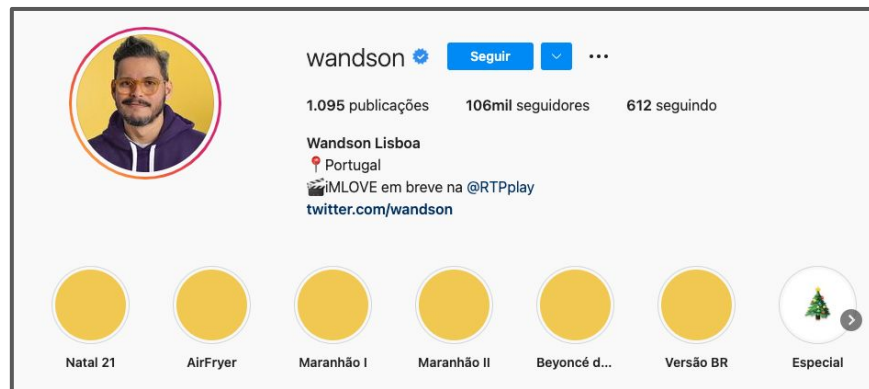 wandson Seguir
1.095 publicações 106mil seguidores 612 seguindo
Wandson Lisboa
📍Portugal
🎬iMLOVE em breve na @RTPplay
twitter.com/wandson
Natal 21 AirFryer Maranhão I Maranhão II Beyoncé d... Versão BR Especial